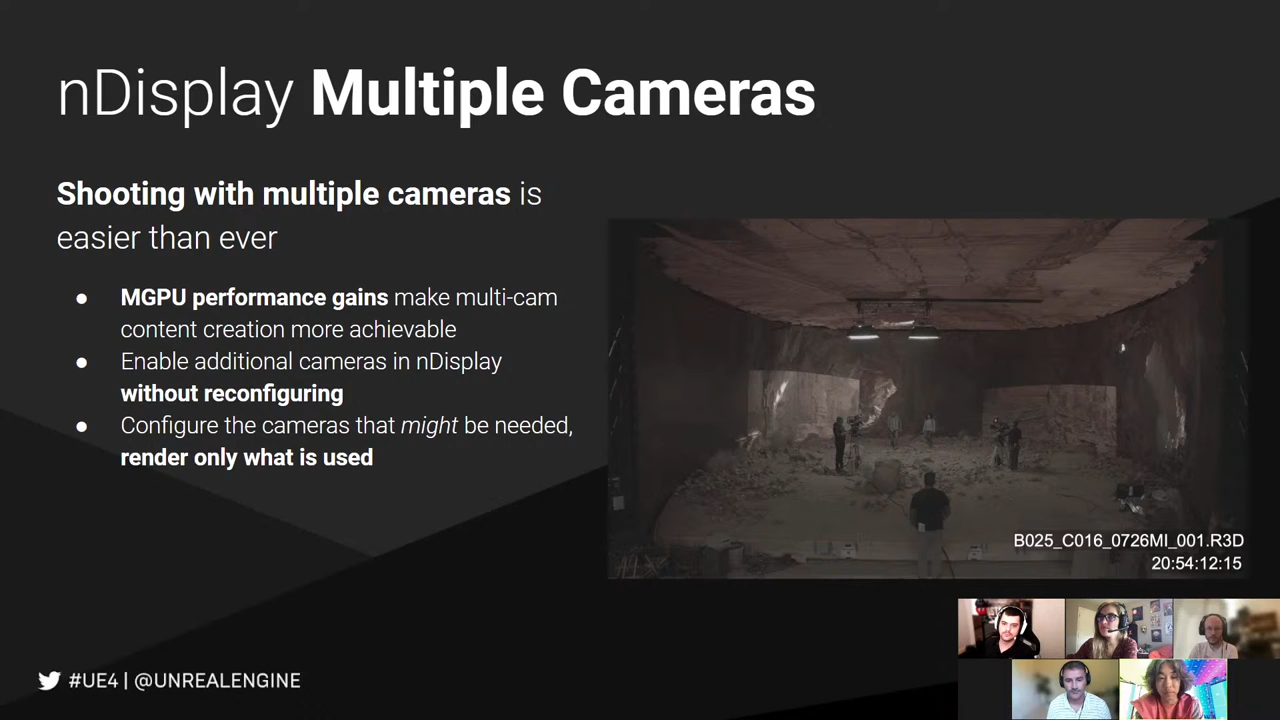 nDisplay Multiple Cameras
Shooting with multiple cameras is
easier than ever
● MGPU performance gains make multi-cam
content creation more achievable
● Enable additional cameras in nDisplay
without reconfiguring
● Configure the cameras that might be needed,
render only what is used
B025_C016_0726MI_001.R3D
20:54:12:15
#UE4 | @UNREALENGINE